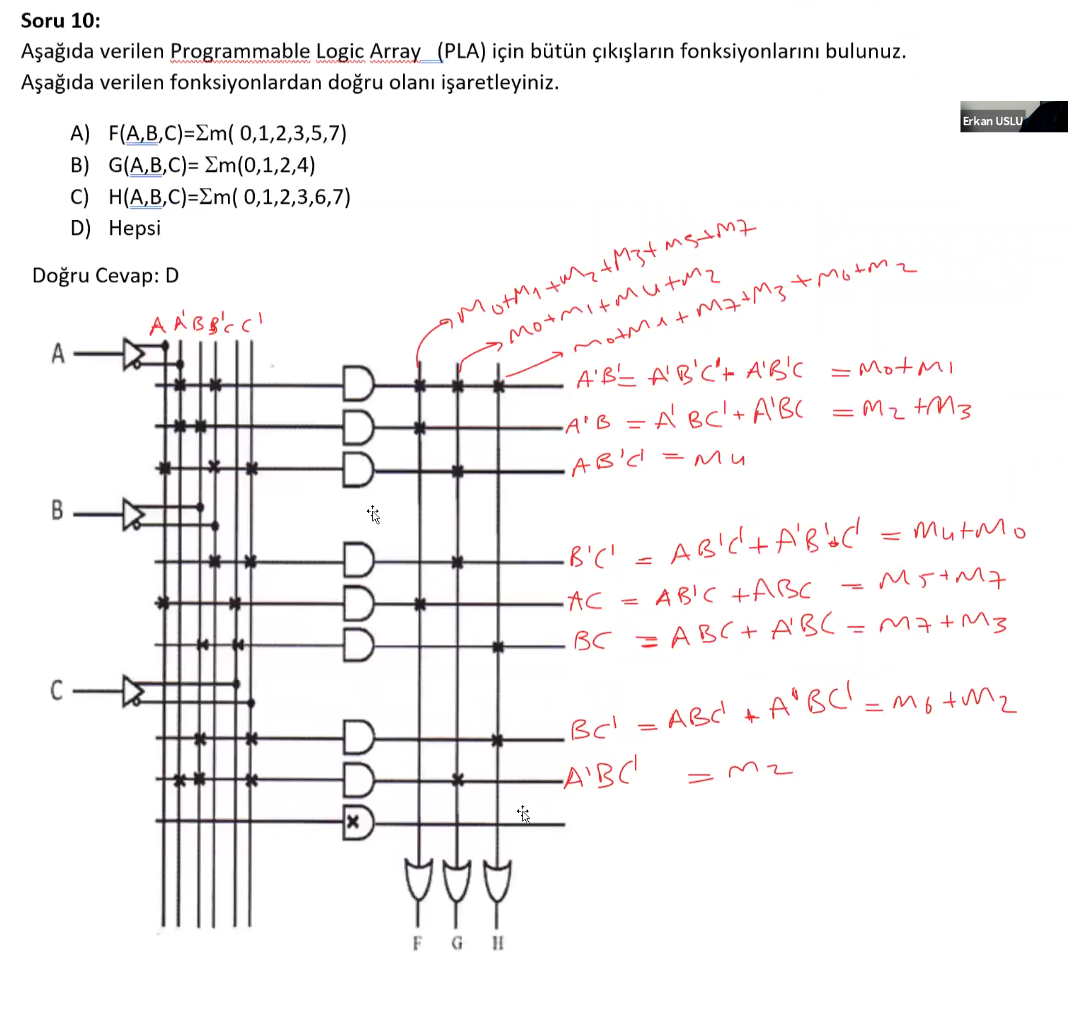 Soru 10:
Aşağıda verilen Programmable Logic Array (PLA) için bütün çıkışların fonksiyonlarını bulunuz.
Aşağıda verilen fonksiyonlardan doğru olanı işaretleyiniz.
Erkan USLU
A) F(A,B,C)=Σm( 0,1,2,3,5,7)
B) G(A,B,C)= Σm(0,1,2,4)
C) H(A,B,C)=Σm( 0,1,2,3,6,7)
D) Hepsi
Doğru Cevap: D
m0+m1+m2+m3+m5+m7
m0+m1+m4+m2
m0+m1+m7+m3+m6+m2
A A' B B' C C'
A
A'B' = A'B'C'+ A'B'C = m0+m1
A'B = A'BC'+A'BC = m2+m3
AB'C' = m4
B
B'C' = AB'C'+A'B'C' = m4+m0
AC = AB'C +ABC = m5+m7
BC = ABC+ A'BC = m7+m3
C
BC' = ABC' + A'BC' = m6+m2
A'BC' = m2
F G H